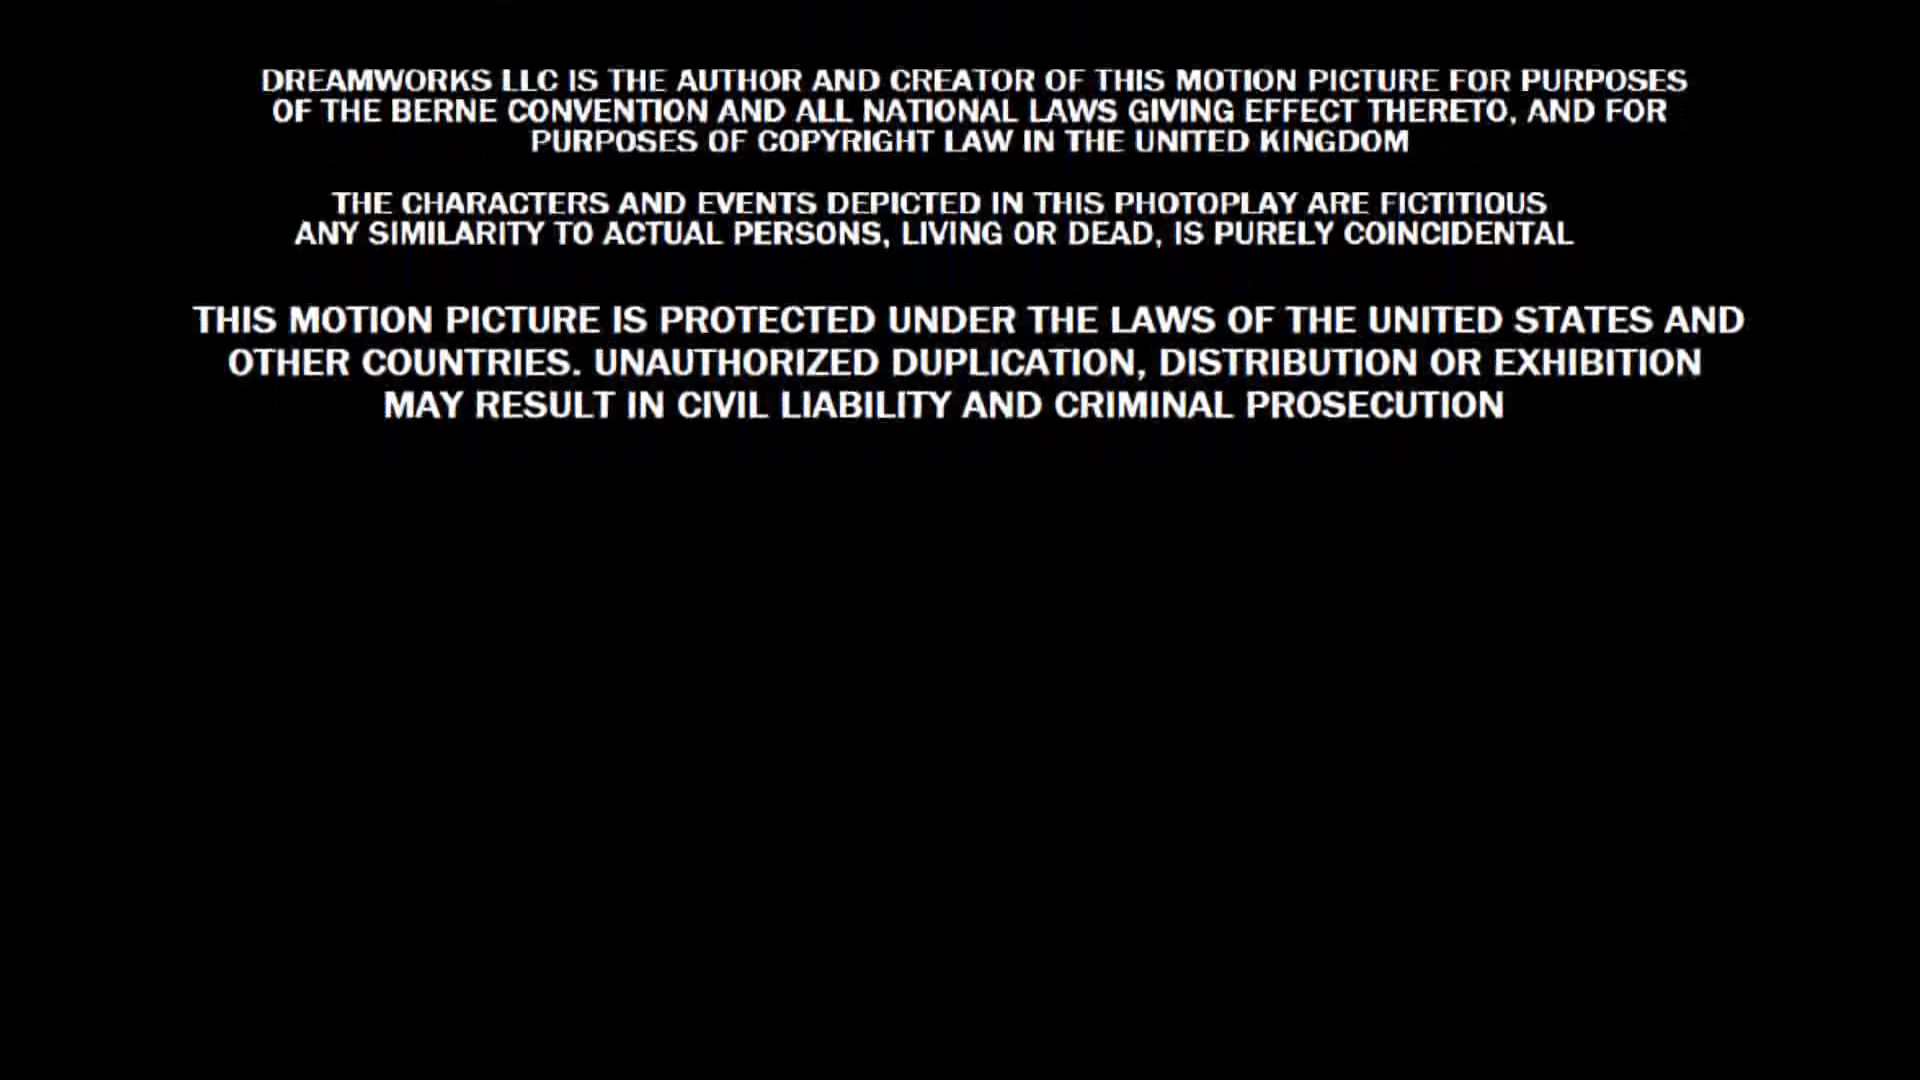 DREAMWORKS LLC IS THE AUTHOR AND CREATOR OF THIS MOTION PICTURE FOR PURPOSES
OF THE BERNE CONVENTION AND ALL NATIONAL LAWS GIVING EFFECT THERETO, AND FOR
PURPOSES OF COPYRIGHT LAW IN THE UNITED KINGDOM
THE CHARACTERS AND EVENTS DEPICTED IN THIS PHOTOPLAY ARE FICTITIOUS
ANY SIMILARITY TO ACTUAL PERSONS, LIVING OR DEAD, IS PURELY COINCIDENTAL
THIS MOTION PICTURE IS PROTECTED UNDER THE LAWS OF THE UNITED STATES AND
OTHER COUNTRIES. UNAUTHORIZED DUPLICATION, DISTRIBUTION OR EXHIBITION
MAY RESULT IN CIVIL LIABILITY AND CRIMINAL PROSECUTION